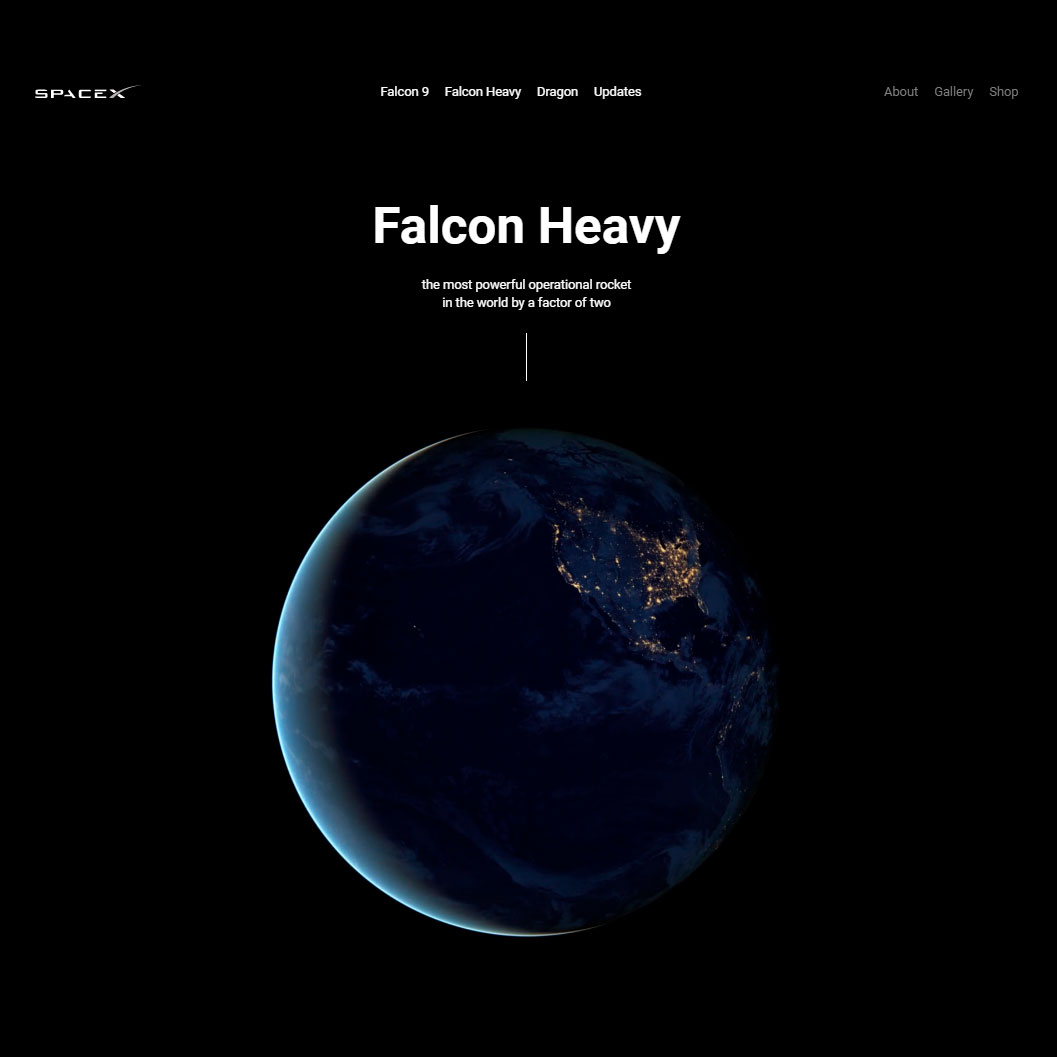 SPACEX
Falcon 9 Falcon Heavy Dragon Updates
About Gallery Shop
Falcon Heavy
the most powerful operational rocket
in the world by a factor of two